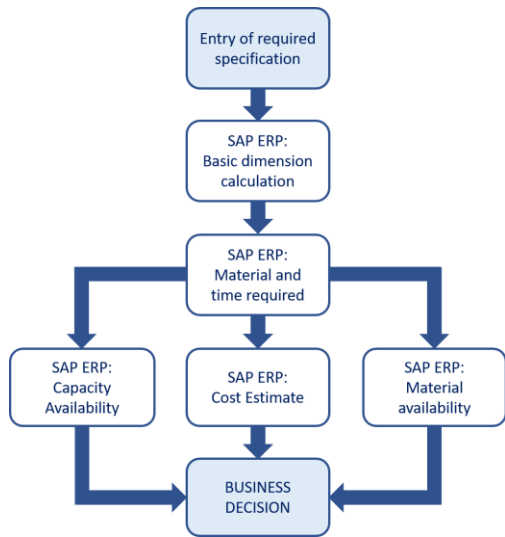 Entry of required
specification
SAP ERP:
Basic dimension
calculation
SAP ERP:
Material and
time required
SAP ERP:
Capacity
Availability
SAP ERP:
Cost Estimate
SAP ERP:
Material
availability
BUSINESS
DECISION